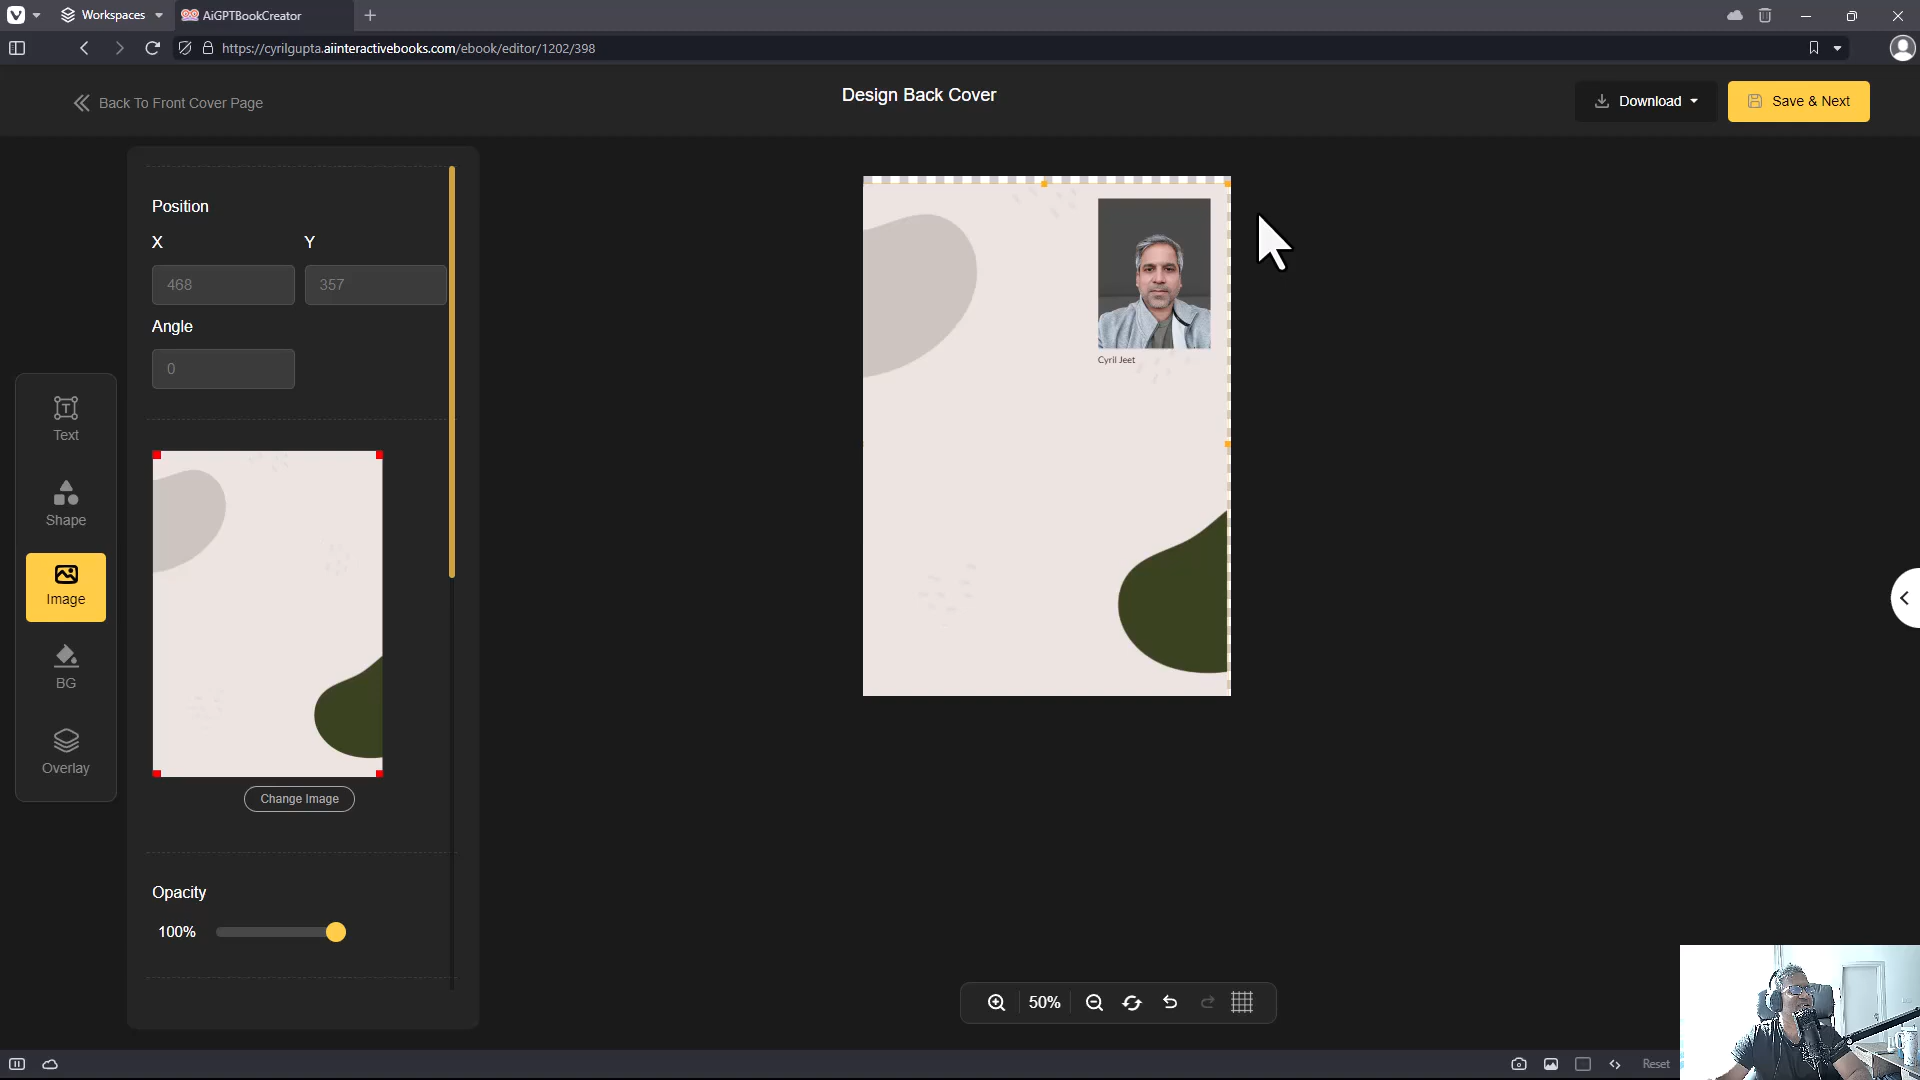 Workspaces
AiGPTBookCreator
https://cyrilgupta.aiinteractivebooks.com/ebook/editor/1202/398
Back To Front Cover Page
Design Back Cover
Download
Save & Next
Position
X
Y
468
357
Angle
0
Text
Shape
Image
BG
Overlay
Change Image
Opacity
100%
Cyril Jeet
50%
Reset